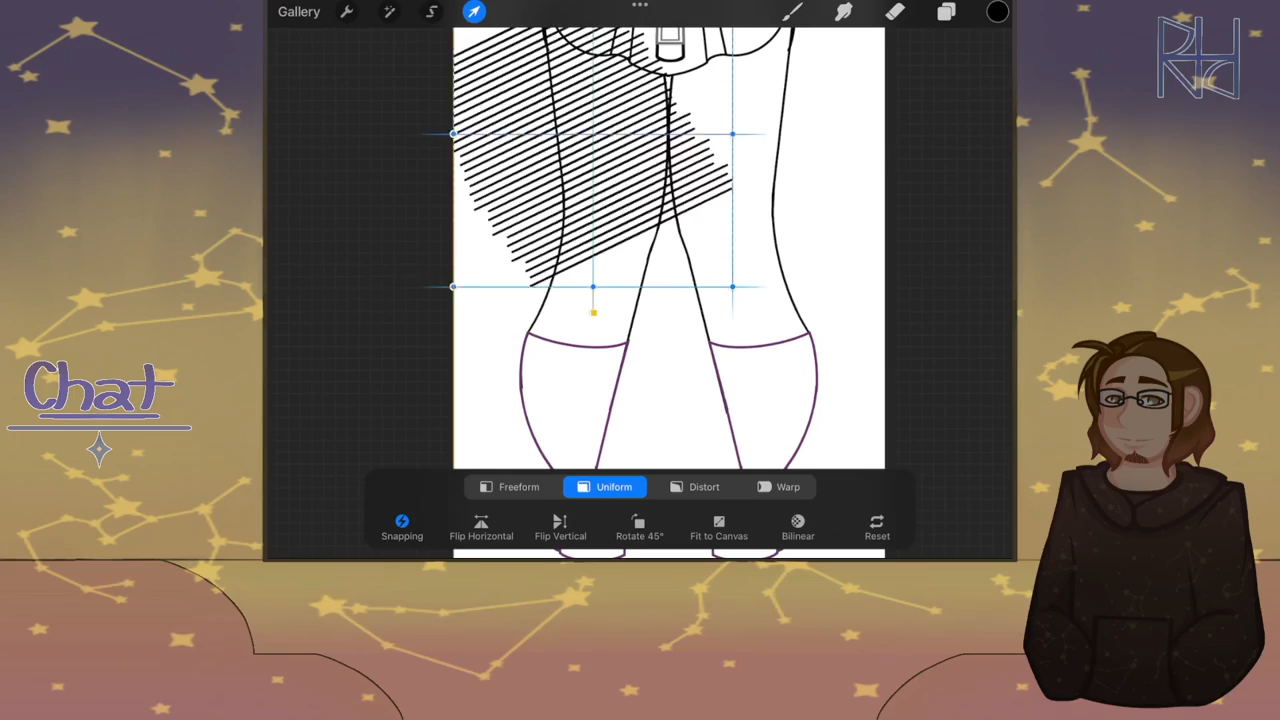 Gallery
Chat
Freeform Uniform Distort Warp
Snapping Flip Horizontal Flip Vertical Rotate 45° Fit to Canvas Bilinear Reset